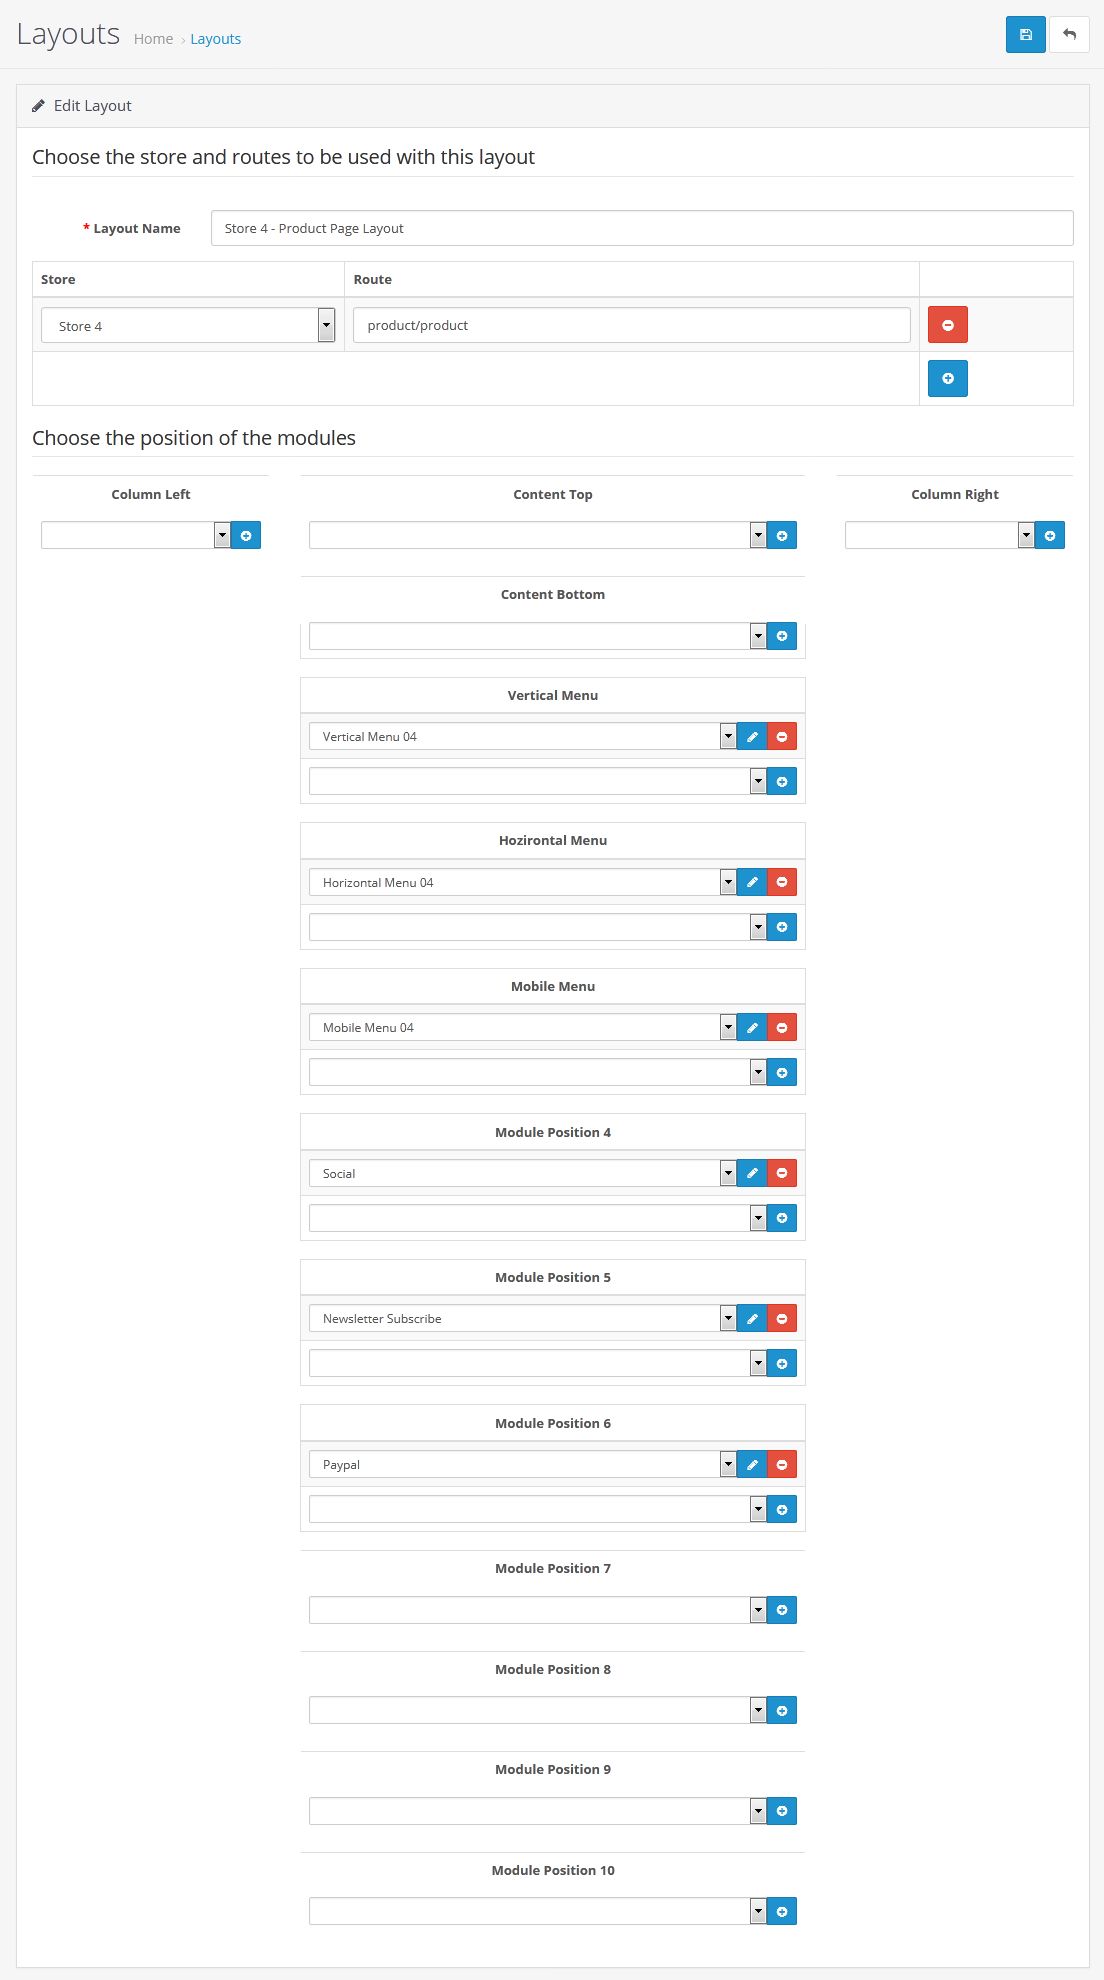 Layouts Home › Layouts
Edit Layout
Choose the store and routes to be used with this layout
* Layout Name Store 4 - Product Page Layout
Store Route
Store 4 product/product
Choose the position of the modules
Column Left Content Top Column Right
Content Bottom
Vertical Menu
Vertical Menu 04
Hozirontal Menu
Horizontal Menu 04
Mobile Menu
Mobile Menu 04
Module Position 4
Social
Module Position 5
Newsletter Subscribe
Module Position 6
Paypal
Module Position 7
Module Position 8
Module Position 9
Module Position 10